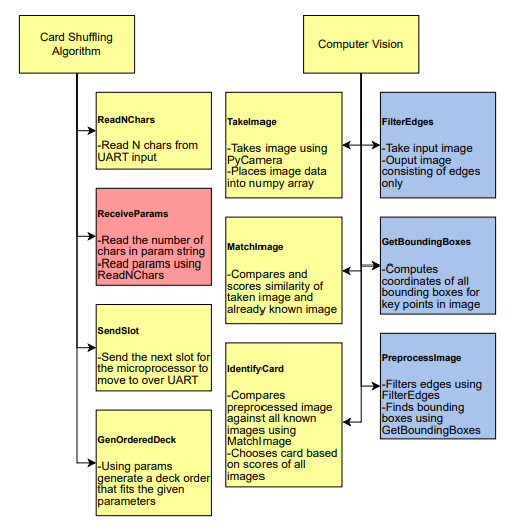 Card Shuffling
Algorithm
Computer Vision
ReadNChars
-Read N chars from
UART input
ReceiveParams
-Read the number of
chars in param string
-Read params using
ReadNChars
SendSlot
-Send the next slot for
the microprocessor to
move to over UART
GenOrderedDeck
-Using params
generate a deck order
that fits the given
parameters
TakeImage
-Takes image using
PyCamera
-Places image data
into numpy array
MatchImage
-Compares and
scores similarity of
taken image and
already known image
IdentifyCard
-Compares
preprocessed image
against all known
images using
MatchImage
-Chooses card based
on scores of all
images
FilterEdges
-Take input image
-Ouput image
consisting of edges
only
GetBoundingBoxes
-Computes
coordinates of all
bounding boxes for
key points in image
PreprocessImage
-Filters edges using
FilterEdges
-Finds bounding
boxes using
GetBoundingBoxes